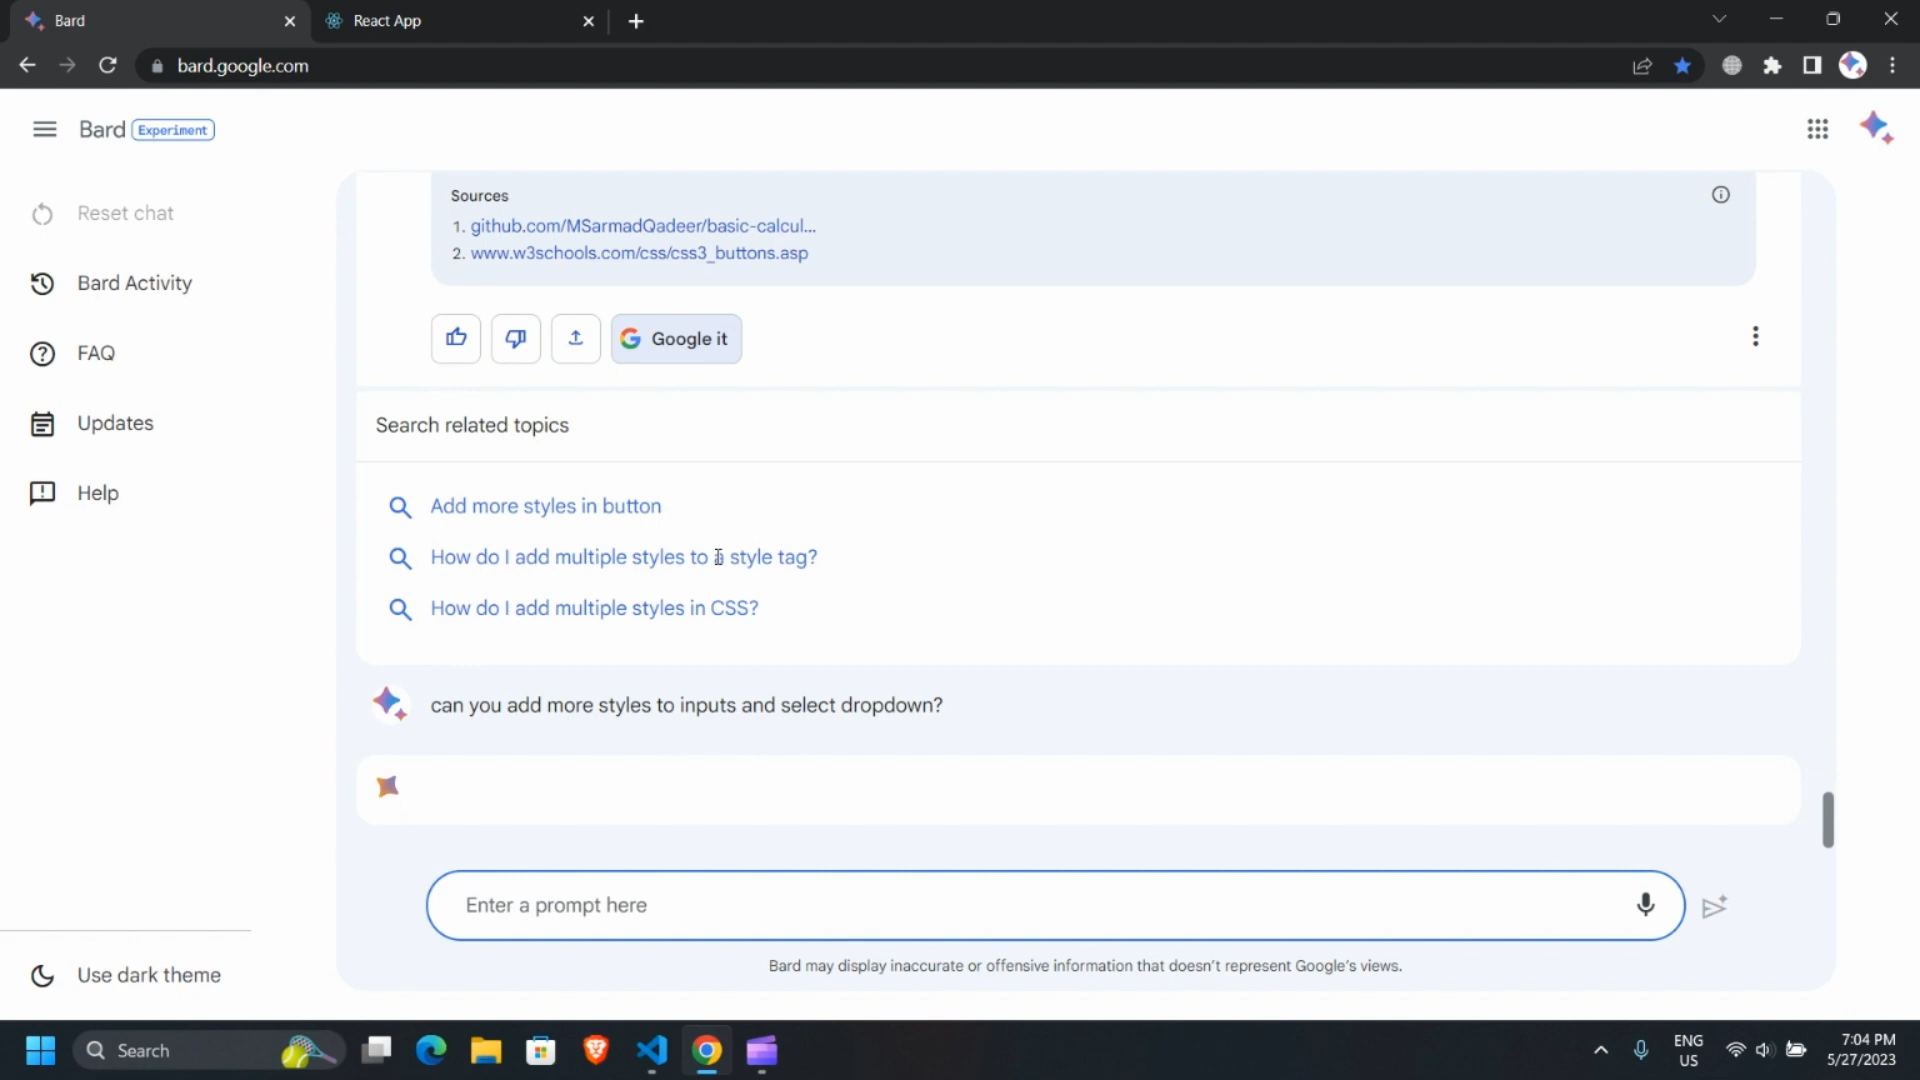 Bard
React App
bard.google.com
Bard Experiment
Reset chat
Bard Activity
FAQ
Updates
Help
Use dark theme
Sources
1. github.com/MSarmadQadeer/basic-calcul...
2. www.w3schools.com/css/css3_buttons.asp
Google it
Search related topics
Add more styles in button
How do I add multiple styles to a style tag?
How do I add multiple styles in CSS?
can you add more styles to inputs and select dropdown?
Enter a prompt here
Bard may display inaccurate or offensive information that doesn't represent Google's views.
Search
ENG
US
7:04 PM
5/27/2023